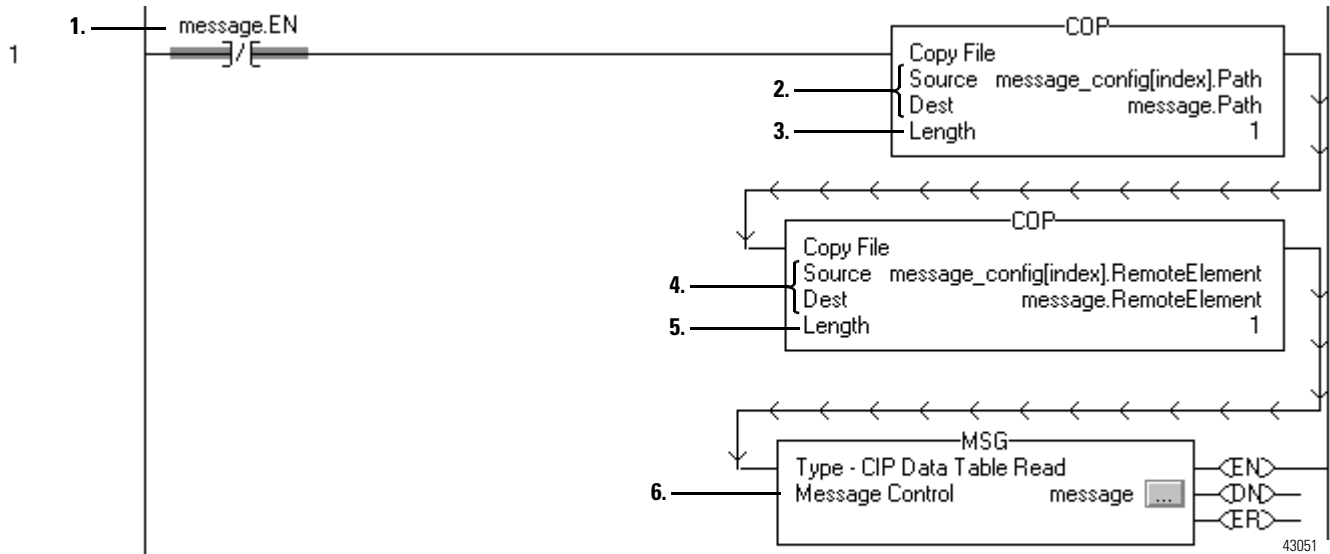 1. message.EN
1
COP
Copy File
2. Source message_config[index].Path
Dest message.Path
3. Length 1
COP
Copy File
4. Source message_config[index].RemoteElement
Dest message.RemoteElement
5. Length 1
MSG
Type - CIP Data Table Read
EN
6. Message Control message ...
DN
ER
43051